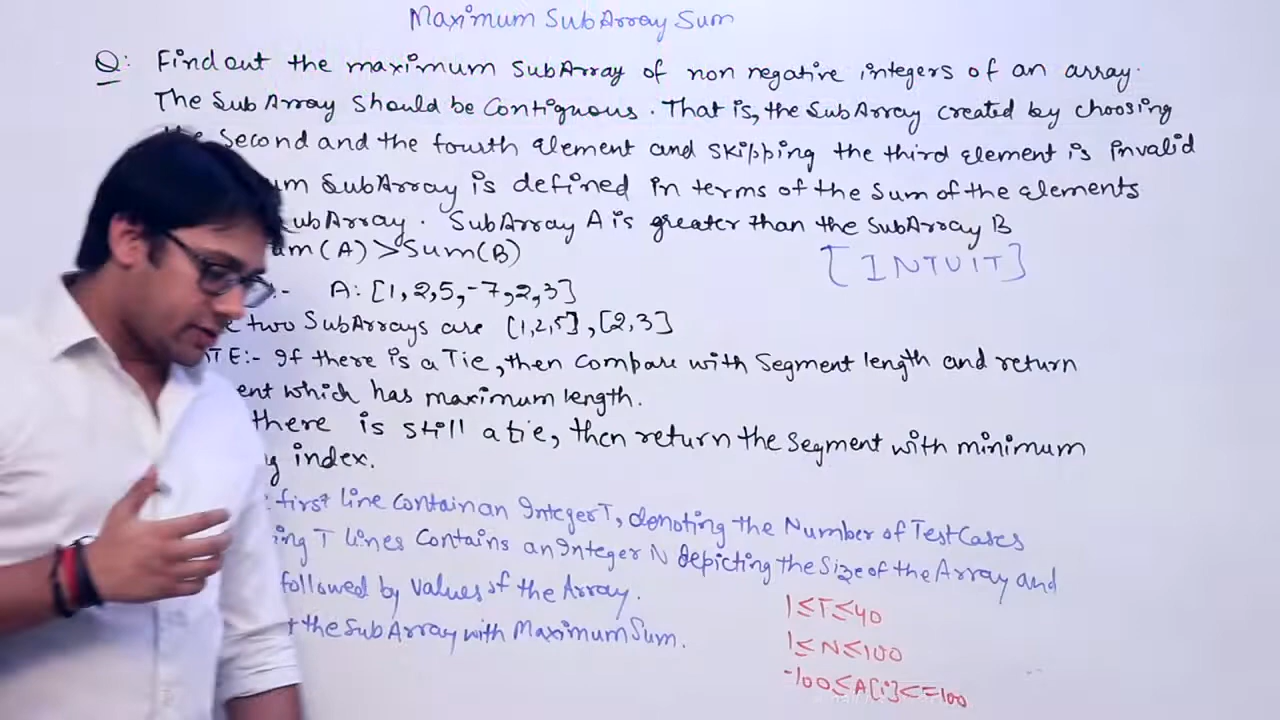 Maximum SubArray Sum
Q: Find out the maximum SubArray of non negative integers of an array.
The SubArray should be Contiguous. That is, the SubArray created by choosing
Second and the fourth element and skipping the third element is invalid
um SubArray is defined in terms of the sum of the elements
ubArray. SubArray A is greater than the SubArray B
um(A)>Sum(B)
[INTUIT]
:- A: [1, 2, 5, -7, 2, 3]
two SubArrays are [1,2,5], [2,3]
TE:- If there is a Tie, then compare with Segment length and return
ent which has maximum length.
there is still a tie, then return the segment with minimum
g index.
: first line contain an Integer T, denoting the Number of Test Cases
ing T lines Contains an Integer N depicting the Size of the Array and
followed by values of the Array.
t the SubArray with Maximum Sum.
1≤T≤40
1≤N≤100
-100≤A[i]<=100